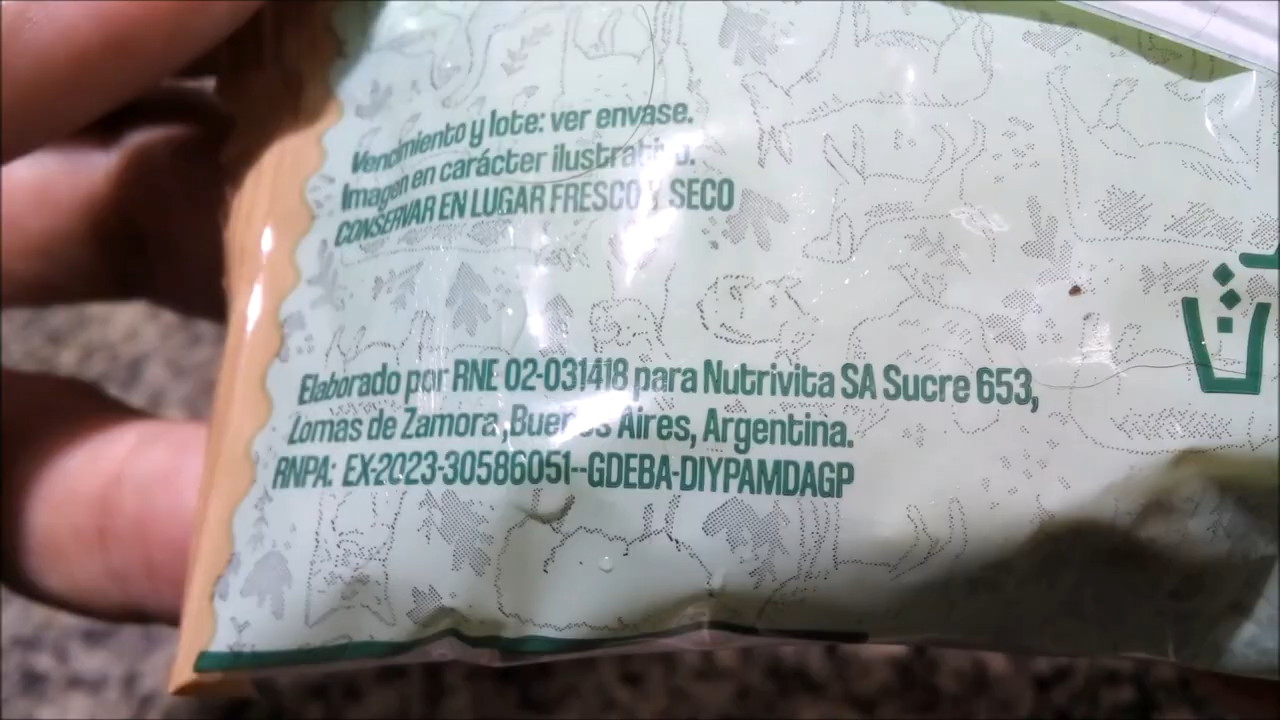 Vencimiento y lote: ver envase.
Imagen en carácter ilustrativo.
CONSERVAR EN LUGAR FRESCO Y SECO
Elaborado por RNE 02-031418 para Nutrivita SA Sucre 653,
Lomas de Zamora, Buenos Aires, Argentina.
RNPA: EX-2023-30586051--GDEBA-DIYPAMDAGP